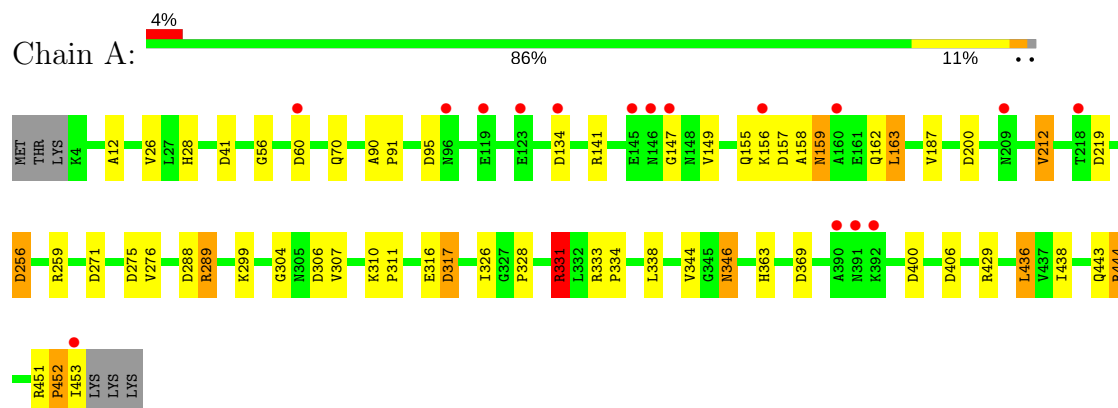 4%
Chain A:
86% 11% • •
MET THR LYS K4 A12 V26 L27 H28 D41 G56 D60 Q70 A90 P91 D95 N96 E119 E123 D134 R141 E145 N146 G147 N148 V149 Q155 K156 D157 A158 N159 A160 E161 Q162 L163 V187 D200 N209 V212 T218 D219
D256 R259 D271 D275 V276 D288 R289 K299 G304 N305 D306 V307 K310 P311 E316 D317 I326 G327 P328 R331 L332 R333 P334 L338 V344 G345 N346 H363 D369 A390 N391 K392 D400 D406 R429 L436 V437 I438 Q443
R451 P452 I453 LYS LYS LYS